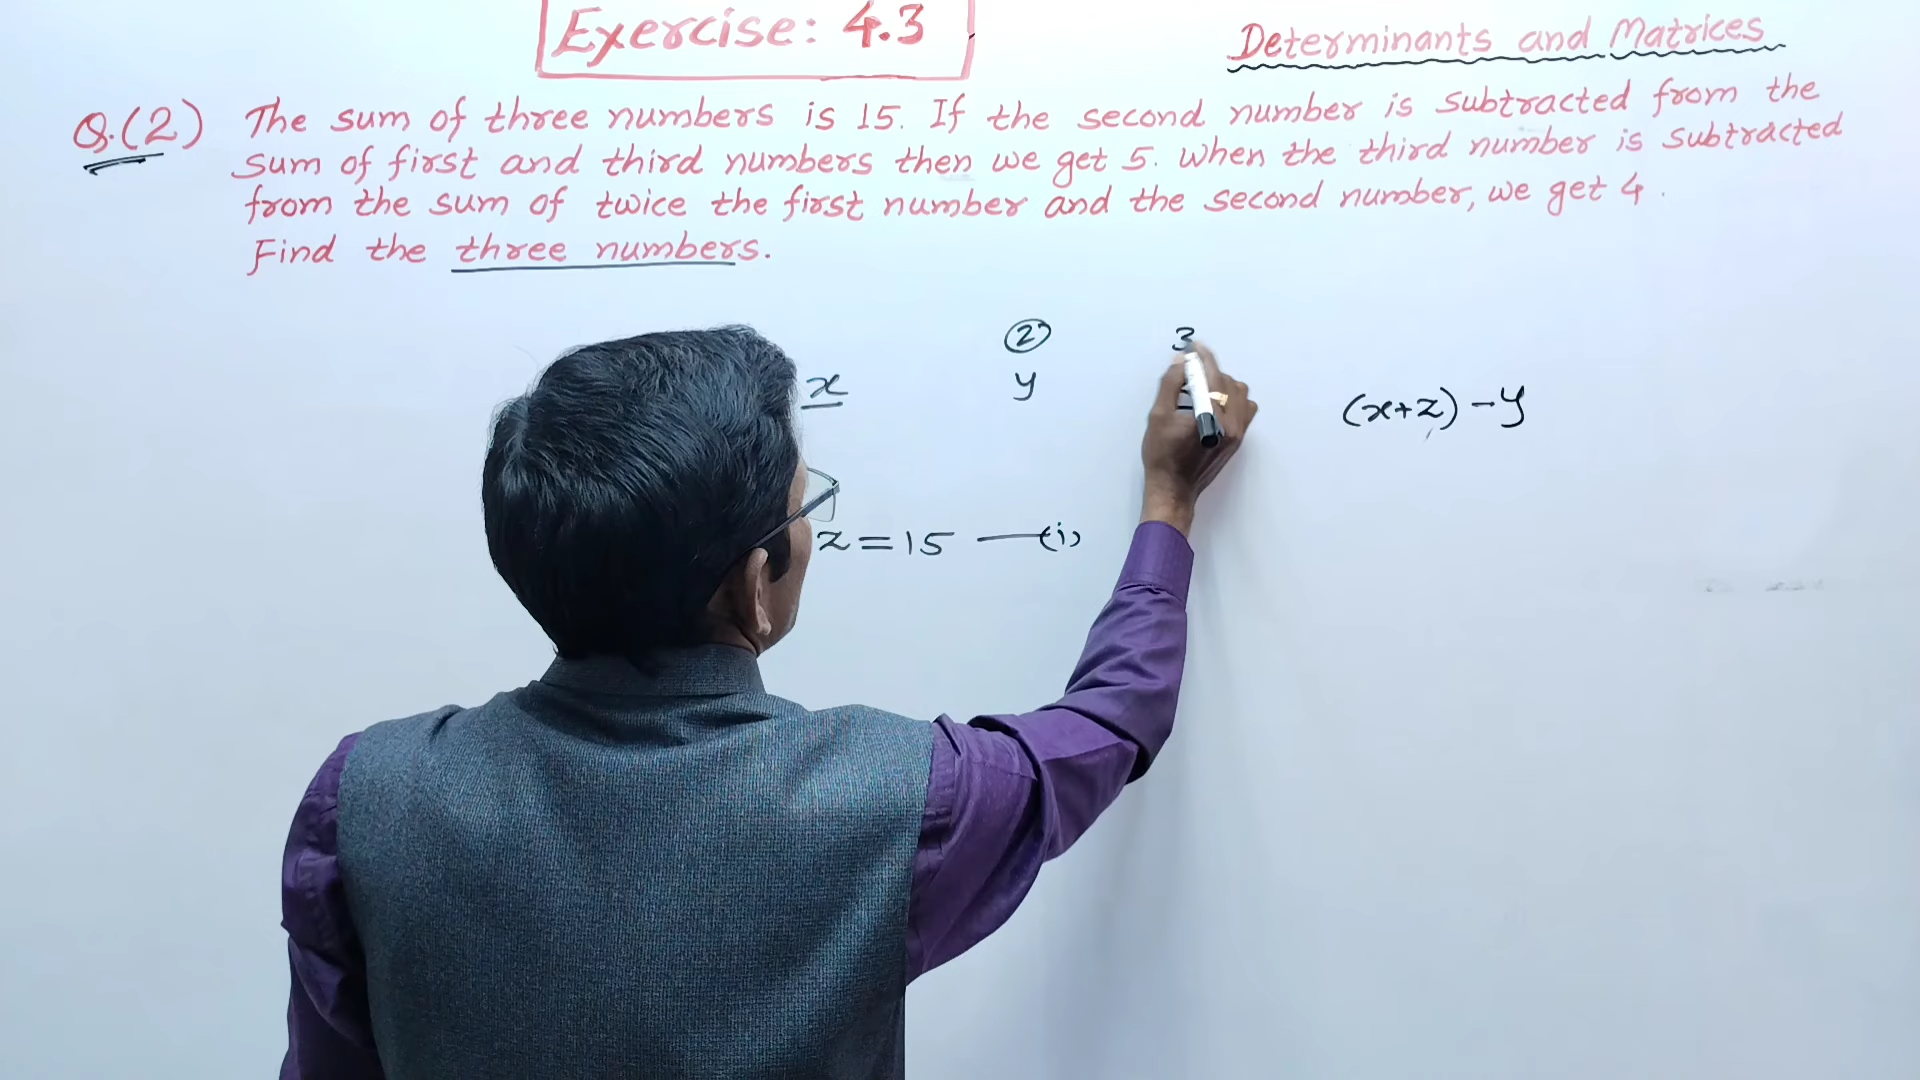 Exercise: 4.3
Determinants and Matrices
Q.(2) The sum of three numbers is 15. If the second number is subtracted from the
sum of first and third numbers then we get 5. When the third number is subtracted
from the sum of twice the first number and the second number, we get 4.
Find the three numbers.
2 3
x y (x+z) -y
z = 15 — (i)